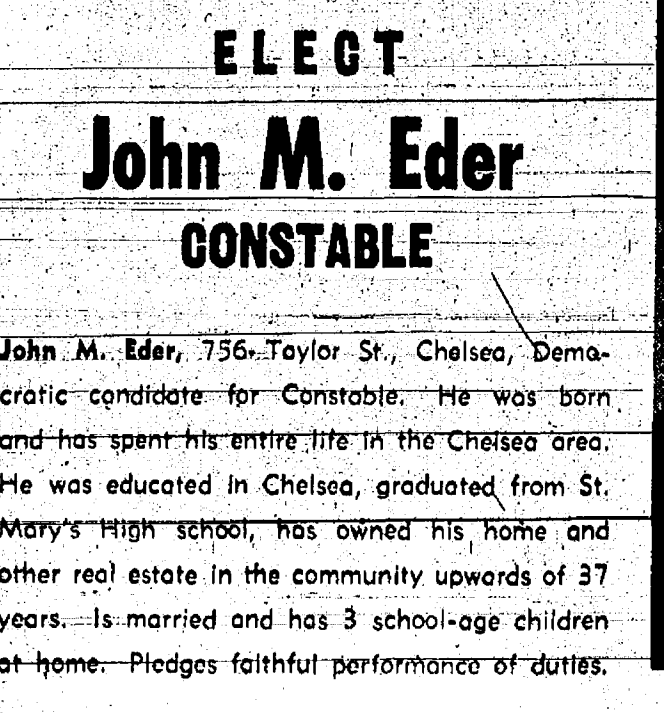 ELECT
John M. Eder
CONSTABLE
John M. Eder, 756 Taylor St., Chelsea, Demo-
cratic candidate for Constable. He was born
and has spent his entire life in the Chelsea area.
He was educated in Chelsea, graduated from St.
Mary's High school, has owned his home and
other real estate in the community upwards of 37
years. Is married and has 3 school-age children
at home. Pledges faithful performance of duties.